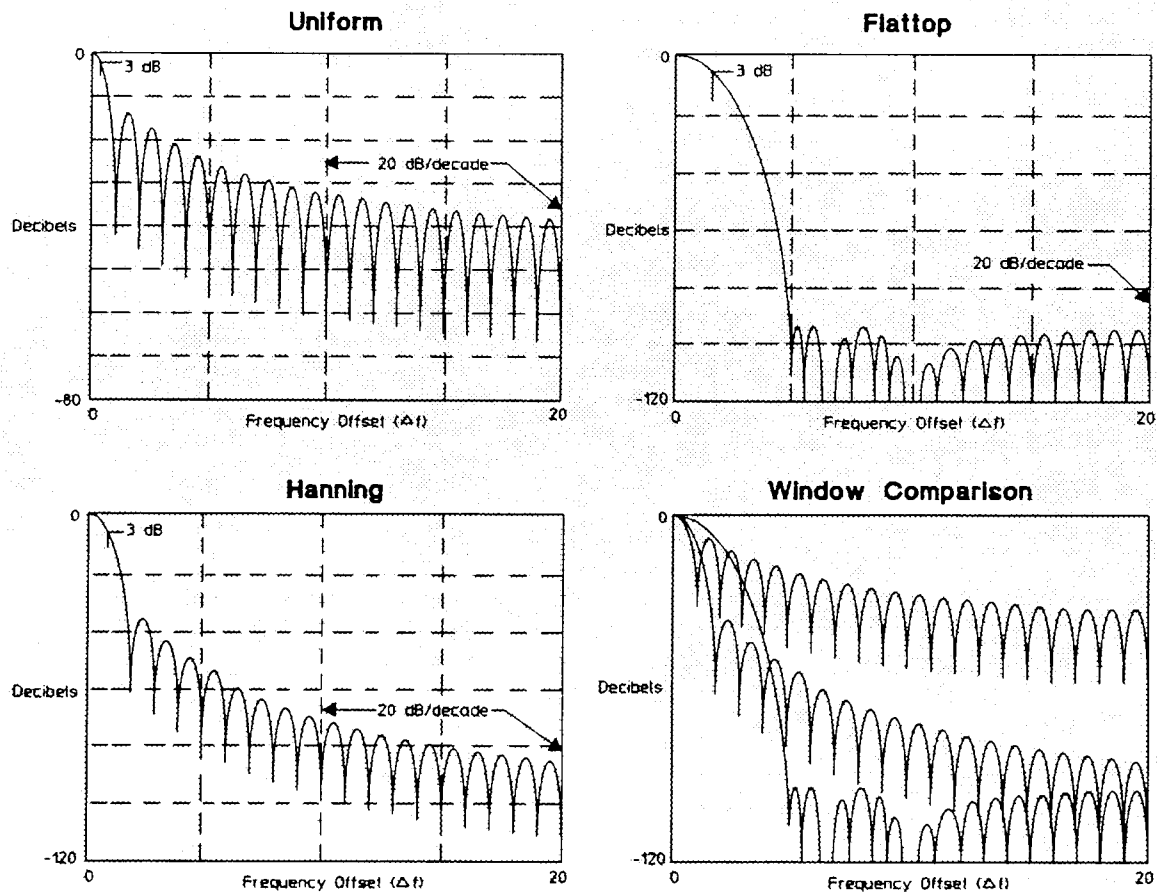 Uniform
0
3 dB
20 dB/decade
Decibels
-80
0
20
Frequency Offset (Δf)
Flattop
0
3 dB
Decibels
20 dB/decade
-120
0
20
Frequency Offset (Δf)
Hanning
0
3 dB
Decibels
20 dB/decade
-120
0
20
Frequency Offset (Δf)
Window Comparison
0
Decibels
-120
0
20
Frequency Offset (Δf)